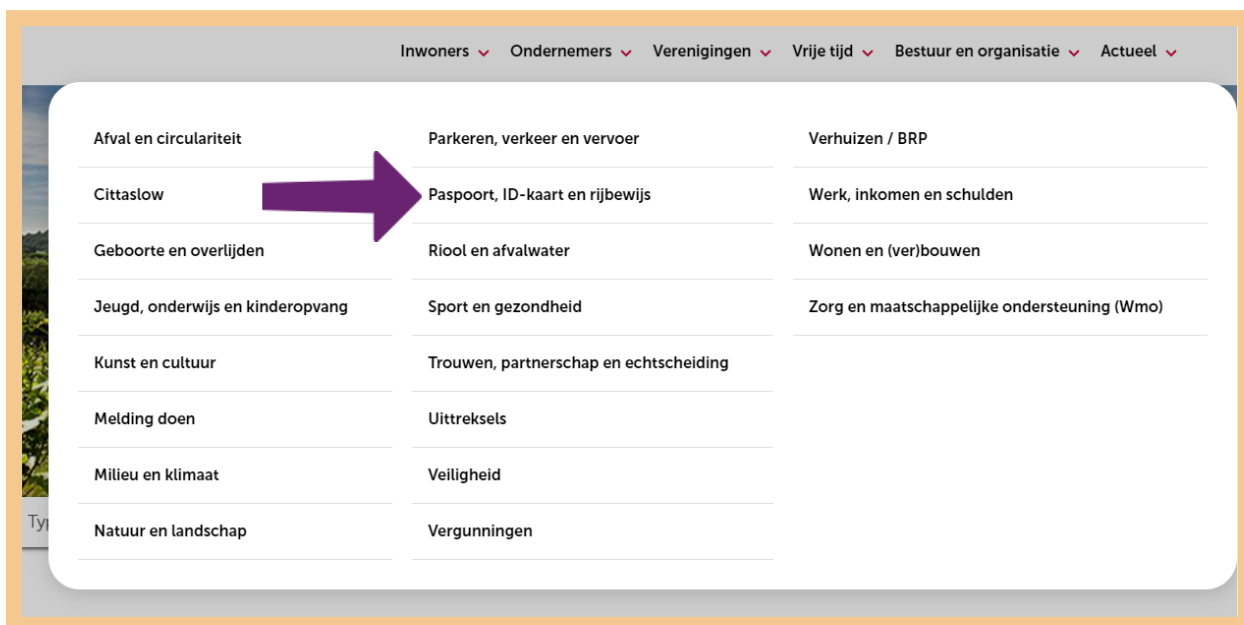 Inwoners Ondernemers Verenigingen Vrije tijd Bestuur en organisatie Actueel
Afval en circulariteit
Cittaslow
Geboorte en overlijden
Jeugd, onderwijs en kinderopvang
Kunst en cultuur
Melding doen
Milieu en klimaat
Natuur en landschap
Parkeren, verkeer en vervoer
Paspoort, ID-kaart en rijbewijs
Riool en afvalwater
Sport en gezondheid
Trouwen, partnerschap en echtscheiding
Uittreksels
Veiligheid
Vergunningen
Verhuizen / BRP
Werk, inkomen en schulden
Wonen en (ver)bouwen
Zorg en maatschappelijke ondersteuning (Wmo)